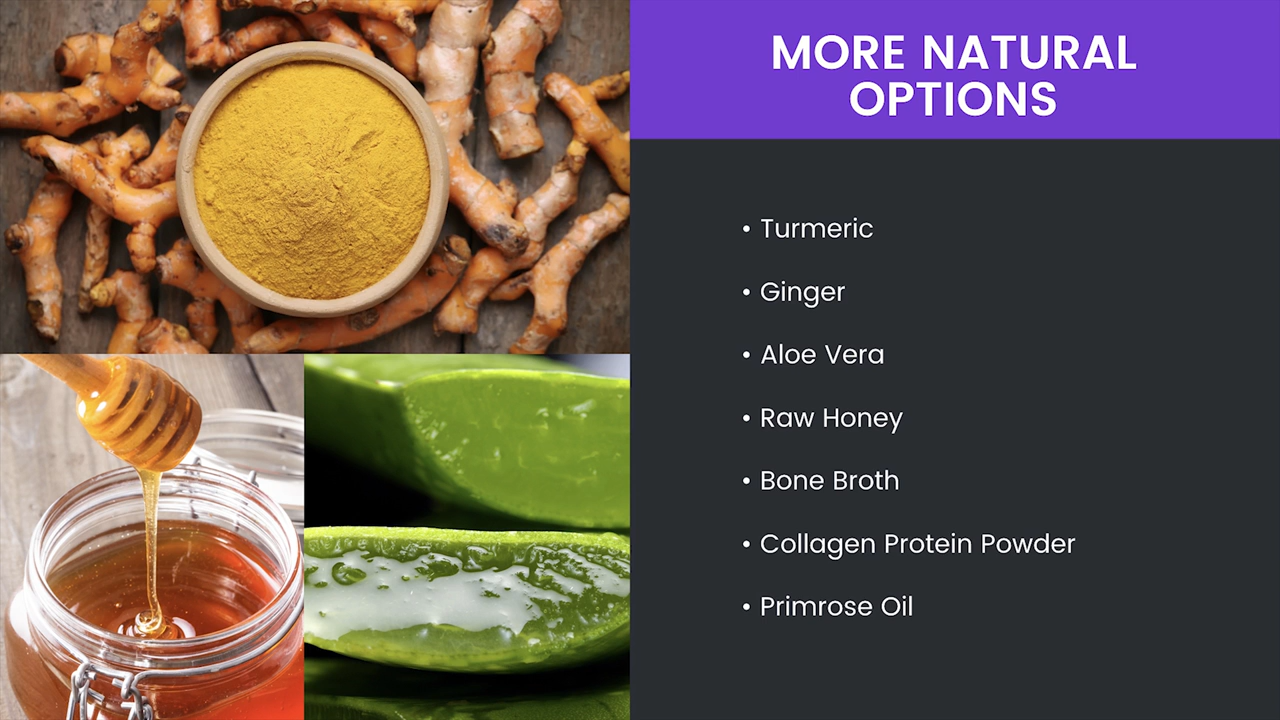 MORE NATURAL
OPTIONS
• Turmeric
• Ginger
• Aloe Vera
• Raw Honey
• Bone Broth
• Collagen Protein Powder
• Primrose Oil